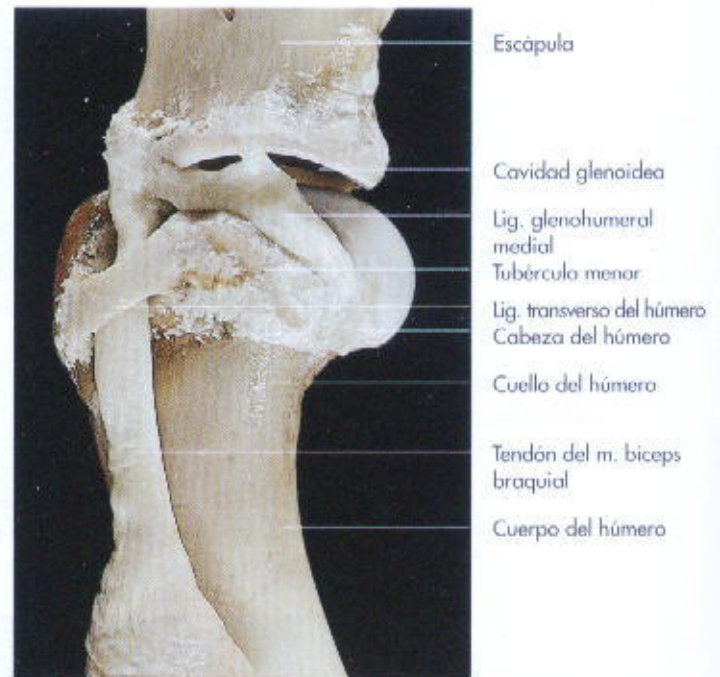 Escápula
Cavidad glenoidea
Lig. glenohumeral
medial
Tubérculo menor
Lig. transverso del húmero
Cabeza del húmero
Cuello del húmero
Tendón del m. biceps
braquial
Cuerpo del húmero